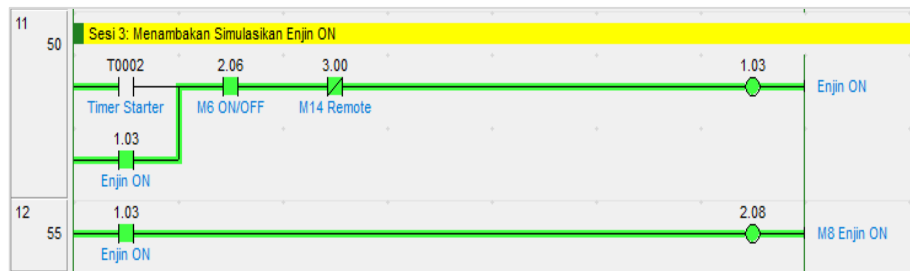 11
50
Sesi 3: Menambakan Simulasikan Enjin ON
T0002 2.06 3.00 1.03
Enjin ON
Timer Starter M6 ON/OFF M14 Remote
1.03
Enjin ON
12
55
1.03 2.08
M8 Enjin ON
Enjin ON